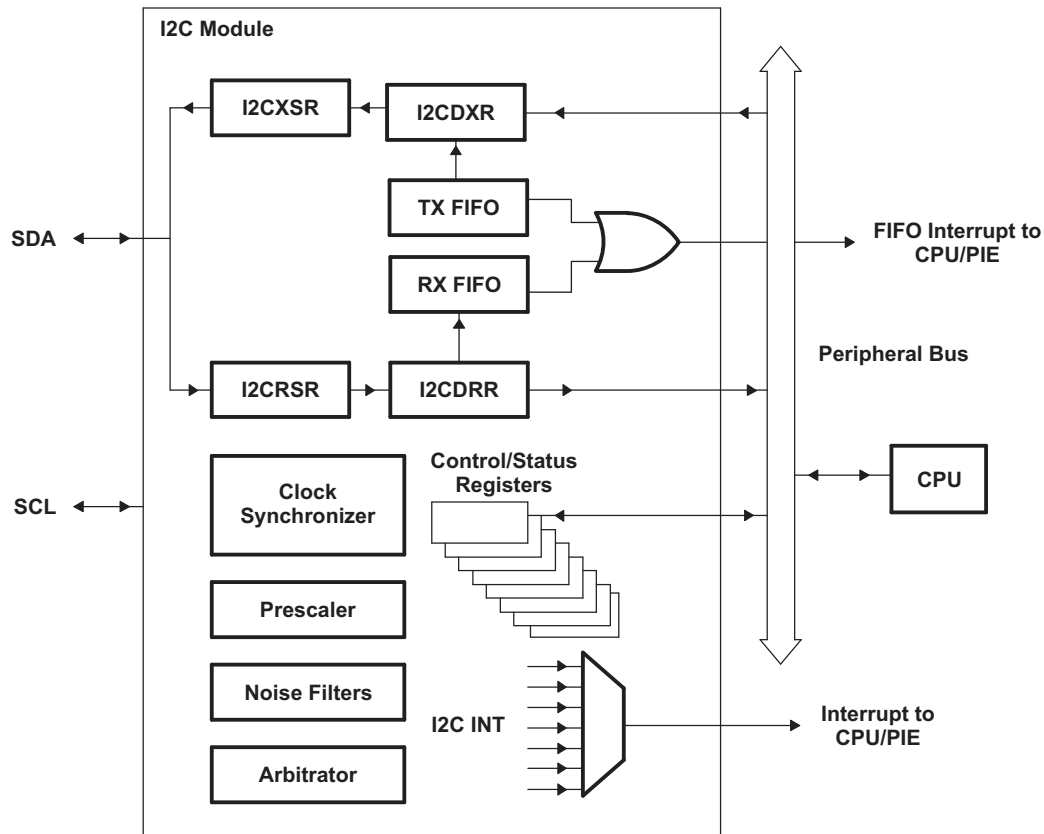 I2C Module
I2CXSR
I2CDXR
TX FIFO
SDA
FIFO Interrupt to
CPU/PIE
RX FIFO
Peripheral Bus
I2CRSR
I2CDRR
Control/Status
Registers
CPU
SCL
Clock
Synchronizer
Prescaler
Noise Filters
I2C INT
Interrupt to
CPU/PIE
Arbitrator